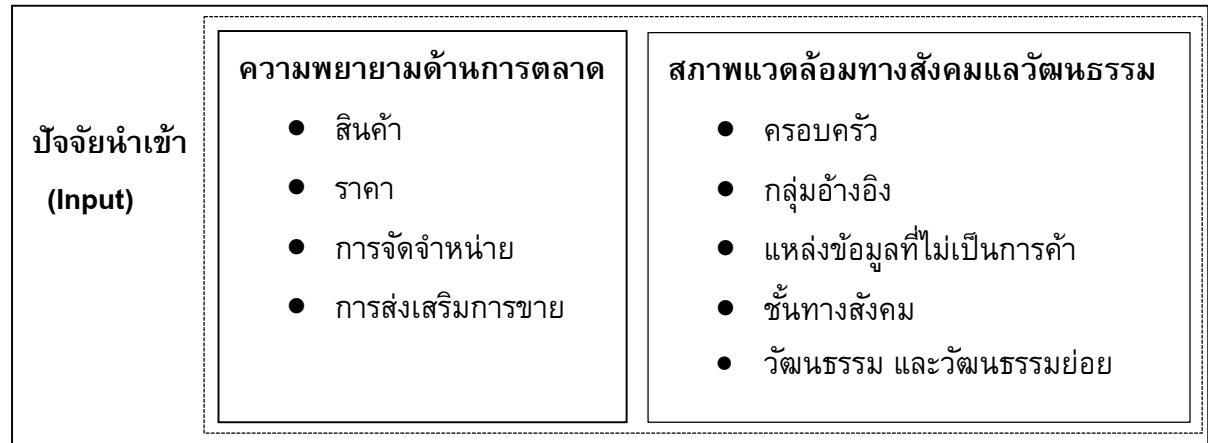 ปัจจัยนำเข้า
(Input)
ความพยายามด้านการตลาด
● สินค้า
● ราคา
● การจัดจำหน่าย
● การส่งเสริมการขาย
สภาพแวดล้อมทางสังคมแลวัฒนธรรม
● ครอบครัว
● กลุ่มอ้างอิง
● แหล่งข้อมูลที่ไม่เป็นการค้า
● ชั้นทางสังคม
● วัฒนธรรม และวัฒนธรรมย่อย